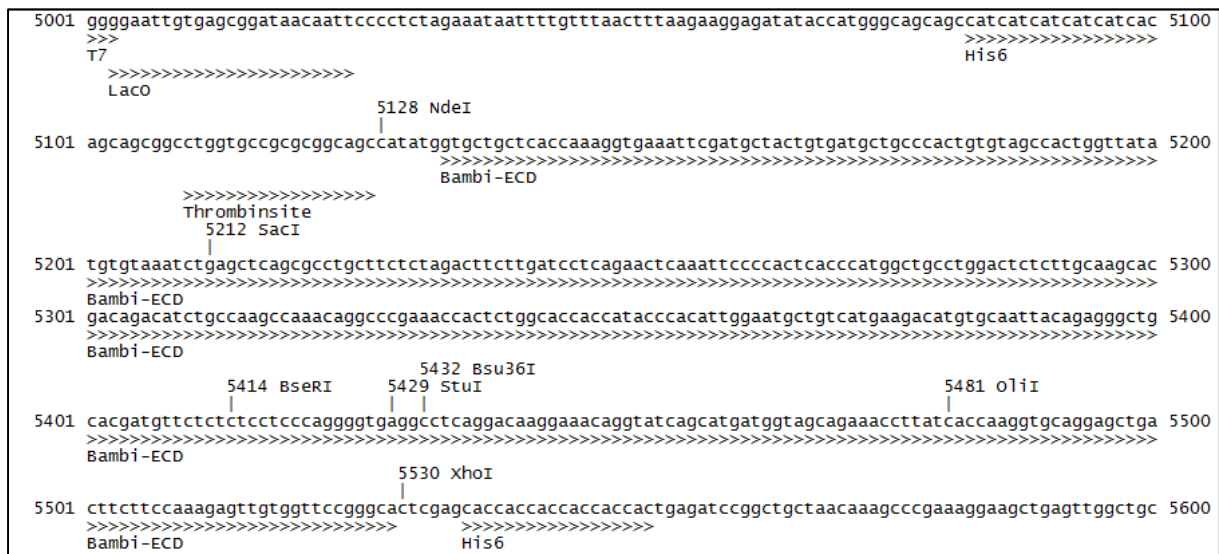 5001 ggggaattgtgagcggataacaattcccctctagaaataattttgtttaactttaagaaggagatataccatgggcagcagccatcatcatcatcatcac 5100
>>> >>>>>>>>>>>>>>>>>>
T7 His6
>>>>>>>>>>>>>>>>>>>>>>>
LacO
5128 NdeI
|
5101 agcagcggcctggtgccgcgcggcagccatatggtgctgctcaccaaaggtgaaattcgatgctactgtgatgctgcccactgtgtagccactggttata 5200
>>>>>>>>>>>>>>>>>>>>>>>>>>>>>>>>>>>>>>>>>>>>>>>>>>>>>>>>>>>>>>>>>>>
Bambi-ECD
>>>>>>>>>>>>>>>>>>
Thrombinsite
5212 SacI
|
5201 tgtgtaaatctgagctcagcgcctgcttctctagacttcttgatcctcagaactcaaattccccactcacccatggctgcctggactctcttgcaagcac 5300
>>>>>>>>>>>>>>>>>>>>>>>>>>>>>>>>>>>>>>>>>>>>>>>>>>>>>>>>>>>>>>>>>>>>>>>>>>>>>>>>>>>>>>>>>>>>>>>>>>>>
Bambi-ECD
5301 gacagacatctgccaagccaaacaggcccgaaaccactctggcaccaccatacccacattggaatgctgtcatgaagacatgtgcaattacagagggctg 5400
>>>>>>>>>>>>>>>>>>>>>>>>>>>>>>>>>>>>>>>>>>>>>>>>>>>>>>>>>>>>>>>>>>>>>>>>>>>>>>>>>>>>>>>>>>>>>>>>>>>>
Bambi-ECD
5432 Bsu36I
5414 BseRI 5429 StuI 5481 OliI
| | | |
5401 cacgatgttctctctcctcccaggggtgaggcctcaggacaaggaaacaggtatcagcatgatggtagcagaaaccttatcaccaaggtgcaggagctga 5500
>>>>>>>>>>>>>>>>>>>>>>>>>>>>>>>>>>>>>>>>>>>>>>>>>>>>>>>>>>>>>>>>>>>>>>>>>>>>>>>>>>>>>>>>>>>>>>>>>>>>
Bambi-ECD
5530 XhoI
|
5501 cttcttccaaagagttgtggttccgggcactcgagcaccaccaccaccaccactgagatccggctgctaacaaagcccgaaaggaagctgagttggctgc 5600
>>>>>>>>>>>>>>>>>>>>>>>>>>>>> >>>>>>>>>>>>>>>>>>
Bambi-ECD His6